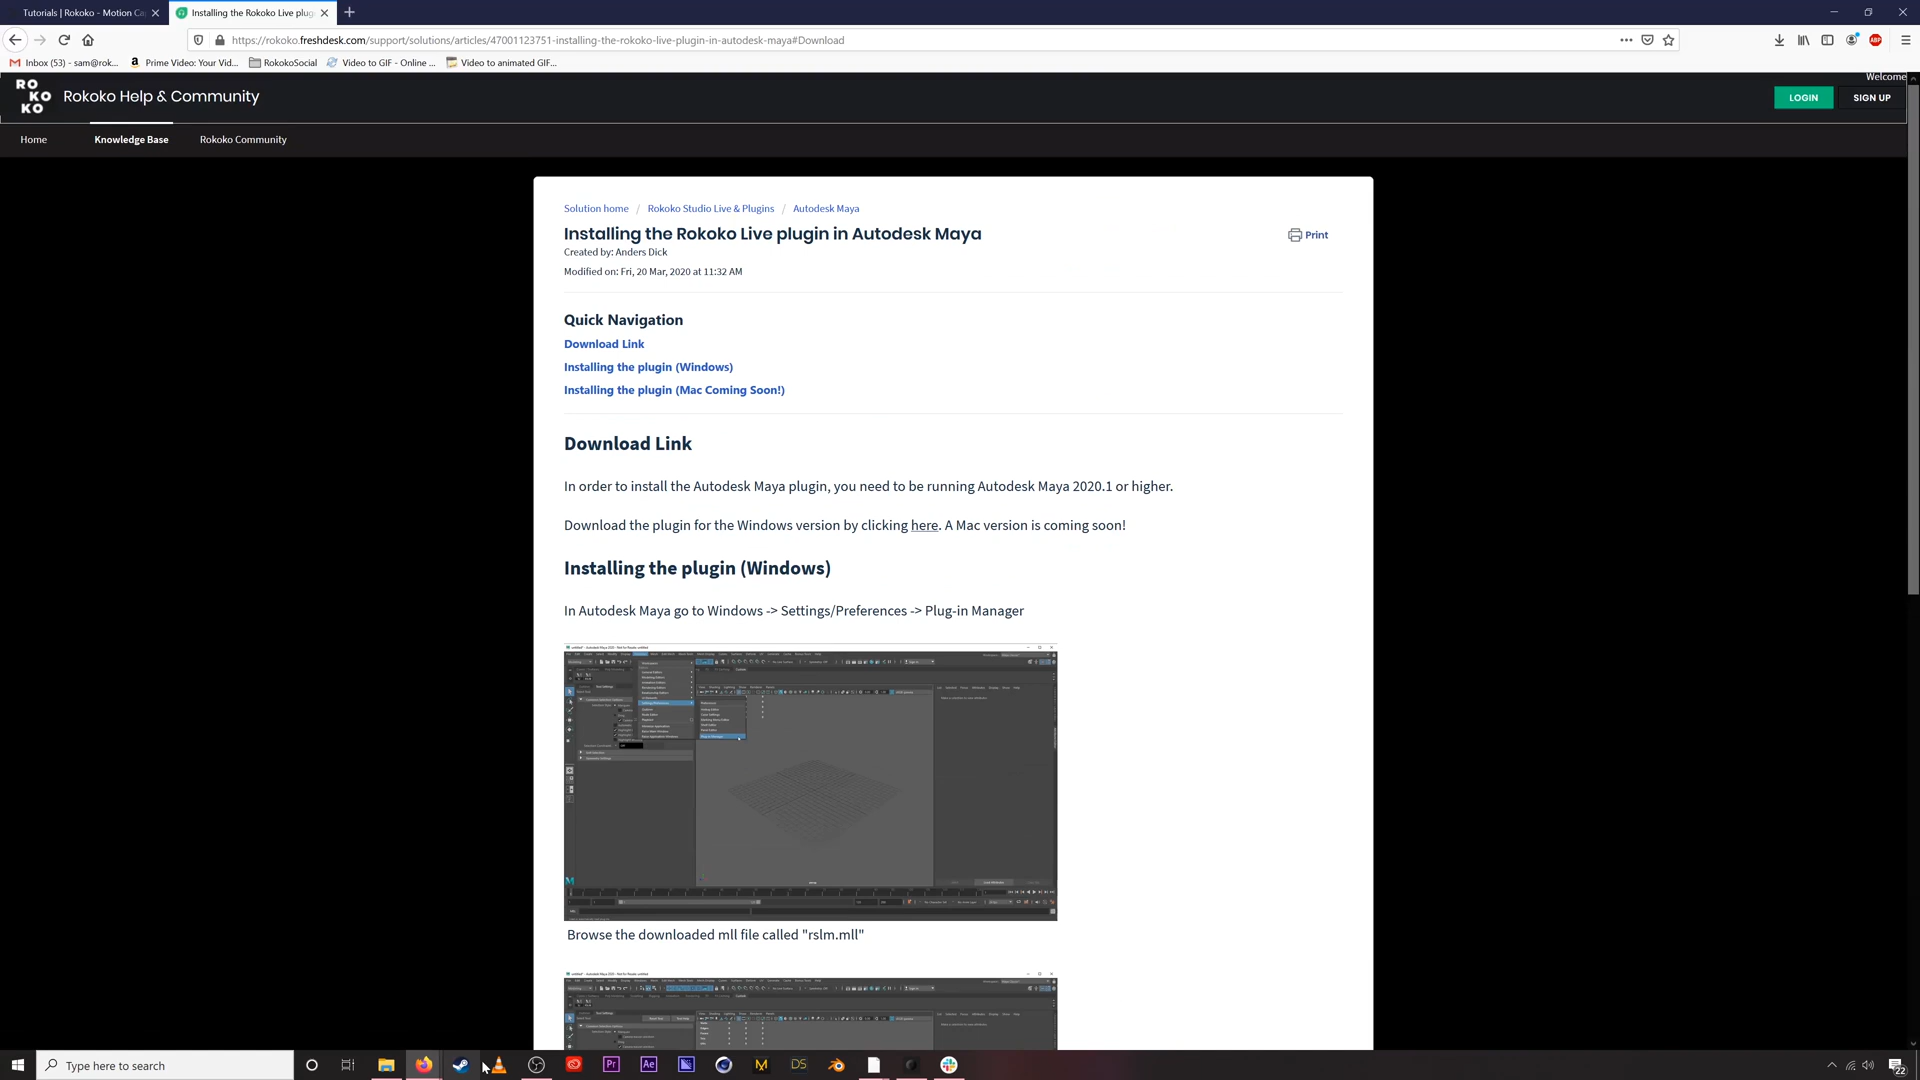 Tutorials | Rokoko - Motion Ca
Installing the Rokoko Live plug
https://rokoko.freshdesk.com/support/solutions/articles/47001123751-installing-the-rokoko-live-plugin-in-autodesk-maya#Download
Inbox (53) - sam@rok...
Prime Video: Your Vid...
RokokoSocial
Video to GIF - Online ...
Video to animated GIF...
ABP
Welcome
RO
KO
KO
Rokoko Help & Community
LOGIN
SIGN UP
Home
Knowledge Base
Rokoko Community
Solution home / Rokoko Studio Live & Plugins / Autodesk Maya
Installing the Rokoko Live plugin in Autodesk Maya
Print
Created by: Anders Dick
Modified on: Fri, 20 Mar, 2020 at 11:32 AM
Quick Navigation
Download Link
Installing the plugin (Windows)
Installing the plugin (Mac Coming Soon!)
Download Link
In order to install the Autodesk Maya plugin, you need to be running Autodesk Maya 2020.1 or higher.
Download the plugin for the Windows version by clicking here. A Mac version is coming soon!
Installing the plugin (Windows)
In Autodesk Maya go to Windows -> Settings/Preferences -> Plug-in Manager
Browse the downloaded mll file called "rslm.mll"
Type here to search
Pr
Ae
M
DS
22